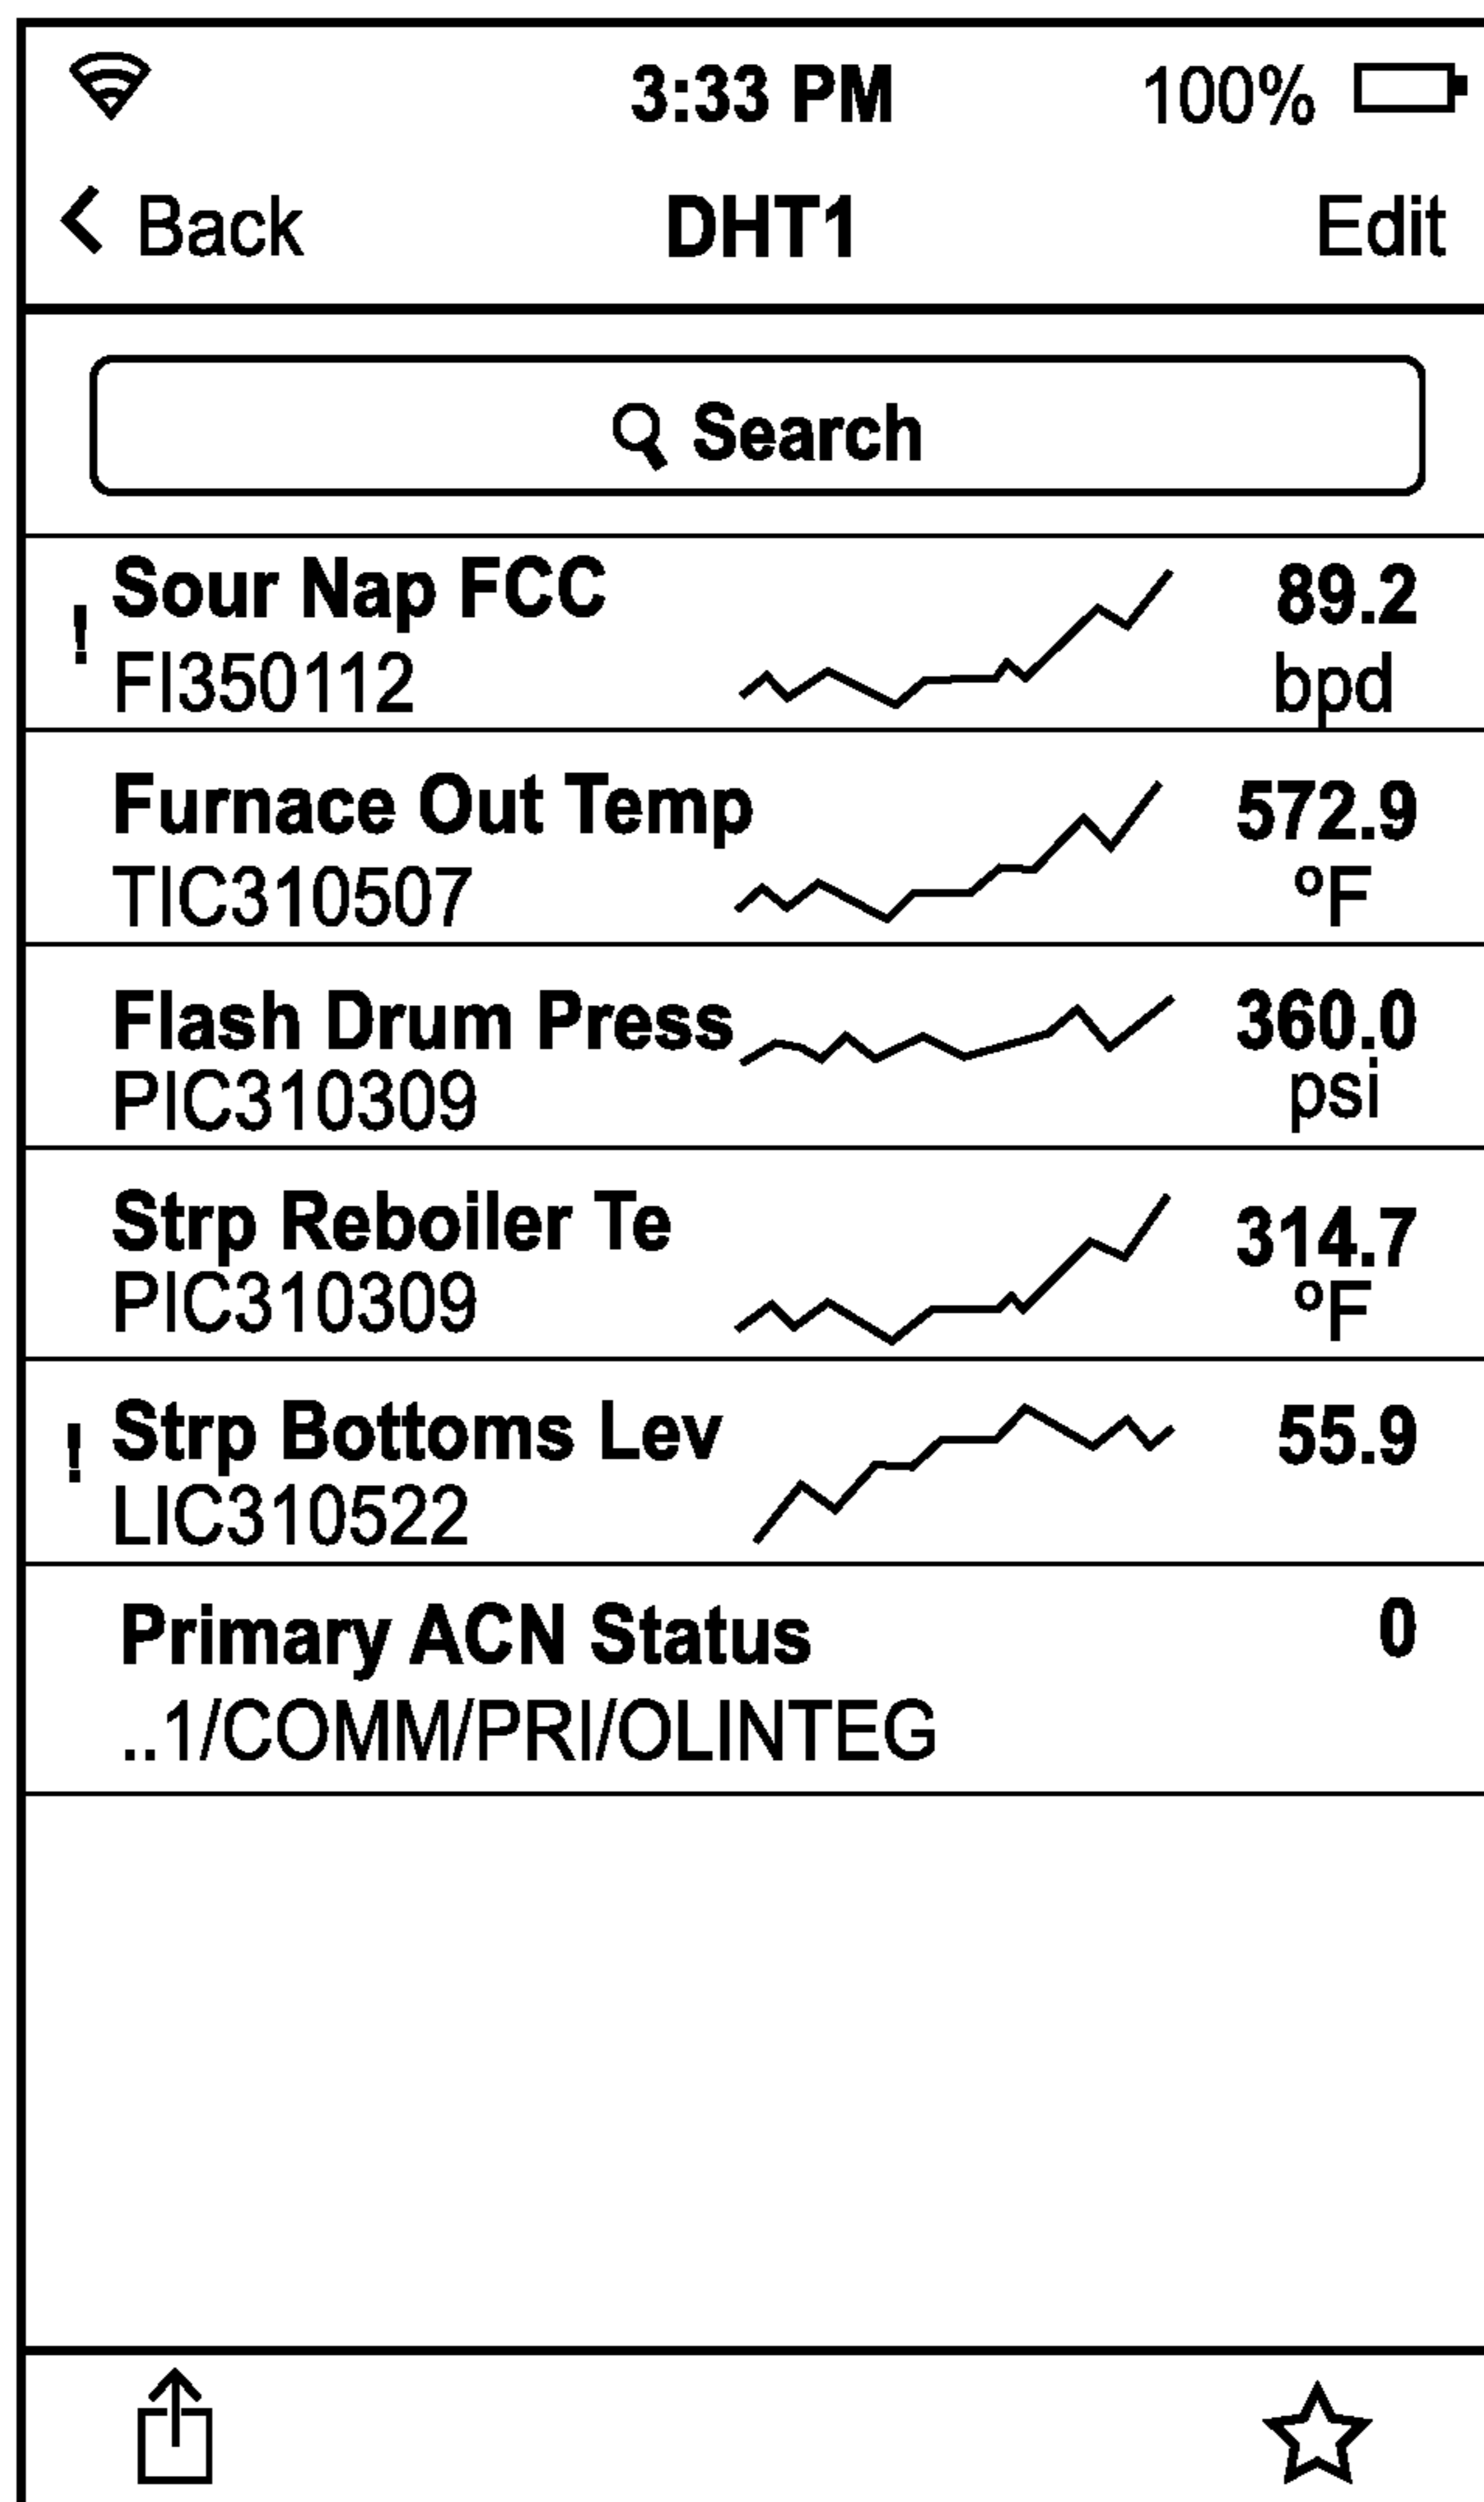 3:33 PM 100%
Back DHT1 Edit
Search
! Sour Nap FCC 89.2
FI350112 bpd
Furnace Out Temp 572.9
TIC310507 °F
Flash Drum Press 360.0
PIC310309 psi
Strp Reboiler Te 314.7
PIC310309 °F
! Strp Bottoms Lev 55.9
LIC310522
Primary ACN Status 0
..1/COMM/PRI/OLINTEG